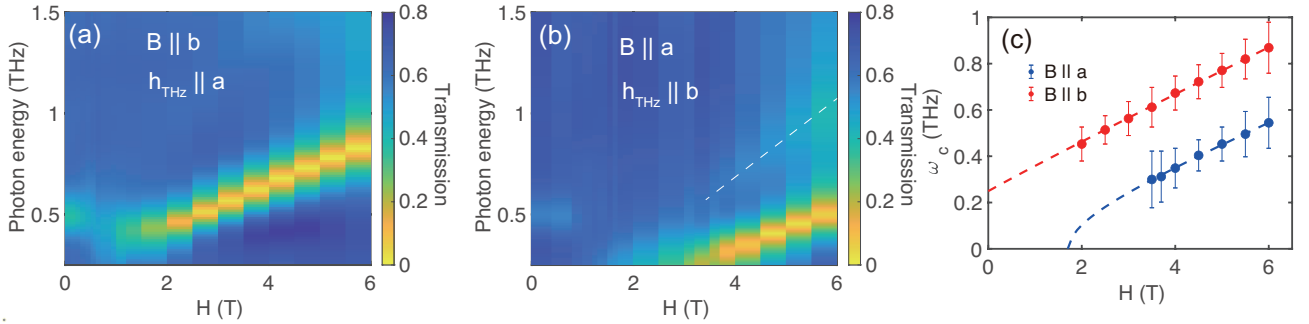 (a)
B || b
h_THz || a
Photon energy (THz)
1.5
1
0.5
0 2 4 6
H (T)
0.8
0.6
0.4
0.2
0
Transmission
(b)
B || a
h_THz || b
Photon energy (THz)
1.5
1
0.5
0 2 4 6
H (T)
0.8
0.6
0.4
0.2
0
Transmission
(c)
B || a
B || b
ω_c (THz)
1
0.8
0.6
0.4
0.2
0
0 2 4 6
H (T)